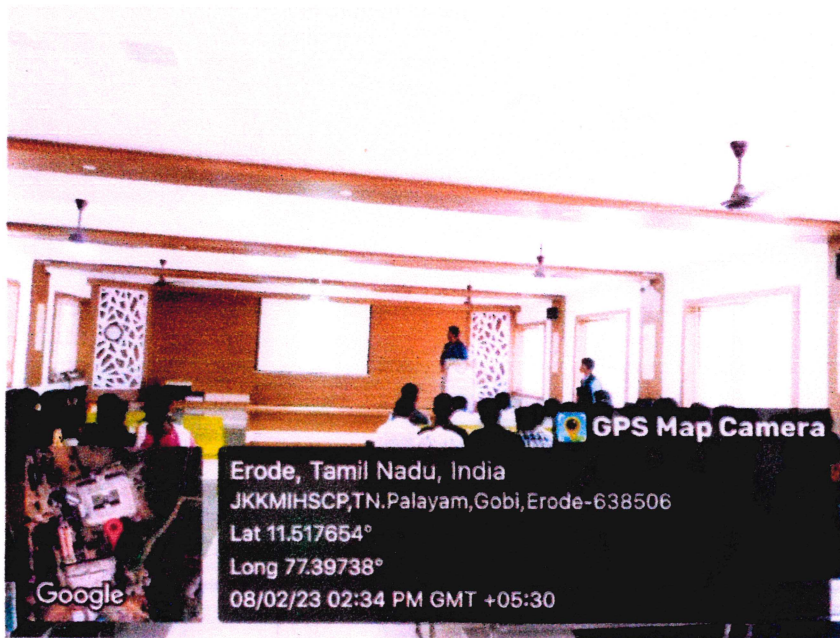 GPS Map Camera
Erode, Tamil Nadu, India
JKKMIHSCP,TN.Palayam,Gobi,Erode-638506
Lat 11.517654°
Long 77.39738°
08/02/23 02:34 PM GMT +05:30
Google